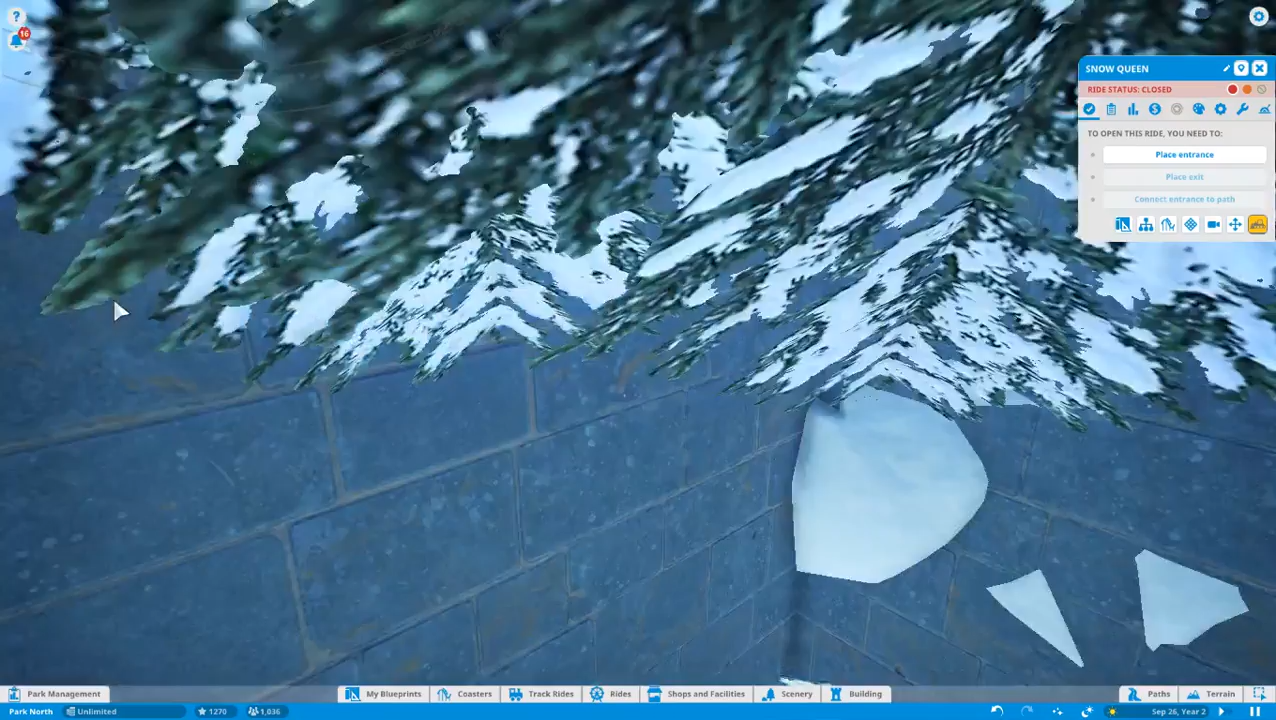 ?
16
SNOW QUEEN
RIDE STATUS: CLOSED
TO OPEN THIS RIDE, YOU NEED TO:
Place entrance
Place exit
Connect entrance to path
Park Management
My Blueprints
Coasters
Track Rides
Rides
Shops and Facilities
Scenery
Building
Paths
Terrain
Park North
Unlimited
1270
1,036
Sep 26, Year 2